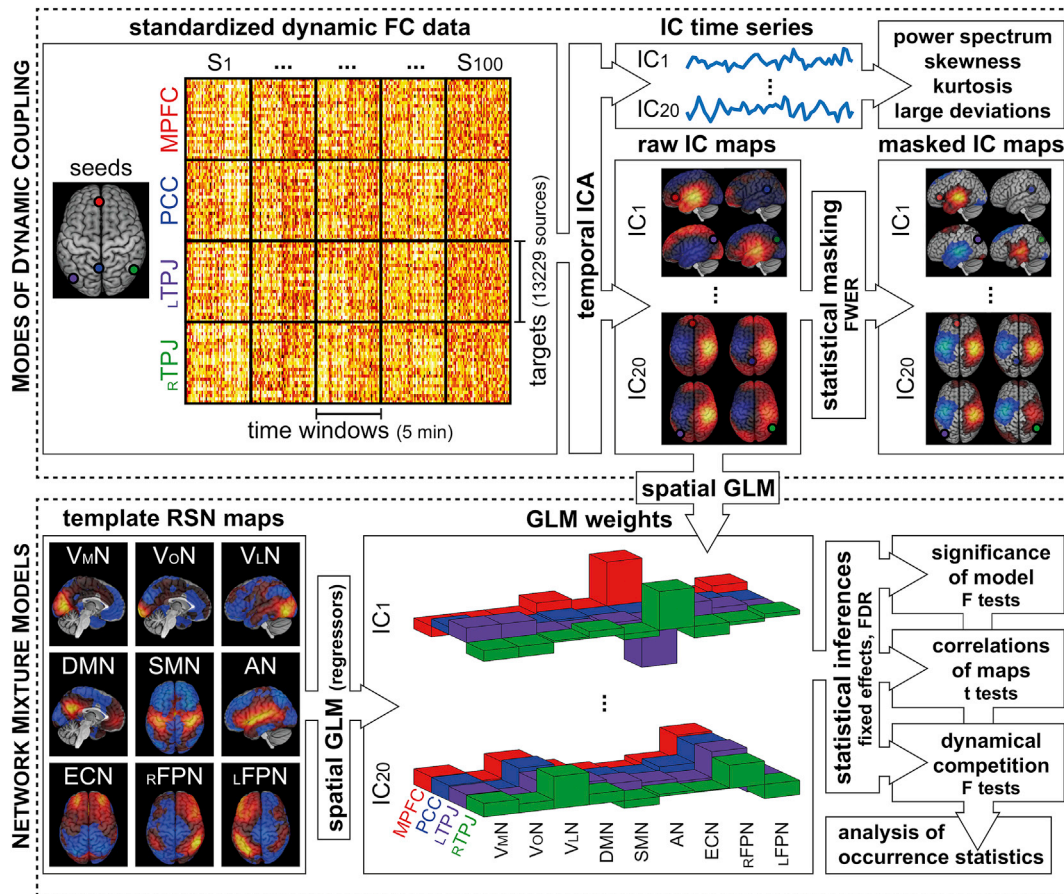 MODES OF DYNAMIC COUPLING
standardized dynamic FC data
S1 ... ... ... S100
seeds
MPFC
PCC
LTPJ
RTPJ
targets (13229 sources)
time windows (5 min)
temporal ICA
IC time series
IC1
...
IC20
power spectrum
skewness
kurtosis
large deviations
raw IC maps
IC1
...
IC20
statistical masking
FWER
masked IC maps
IC1
...
IC20
spatial GLM
NETWORK MIXTURE MODELS
template RSN maps
VMN VON VLN
DMN SMN AN
ECN RFPN LFPN
spatial GLM (regressors)
GLM weights
IC1
...
IC20
MPFC
PCC
LTPJ
RTPJ
VMN
VON
VLN
DMN
SMN
AN
ECN
RFPN
LFPN
statistical inferences
fixed effects, FDR
significance
of model
F tests
correlations
of maps
t tests
dynamical
competition
F tests
analysis of
occurrence statistics